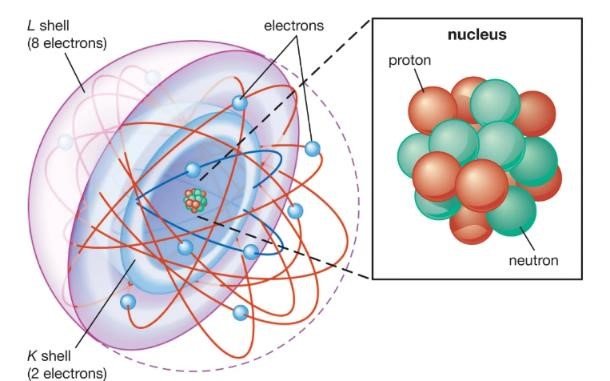 L shell
(8 electrons)
electrons
nucleus
proton
neutron
K shell
(2 electrons)